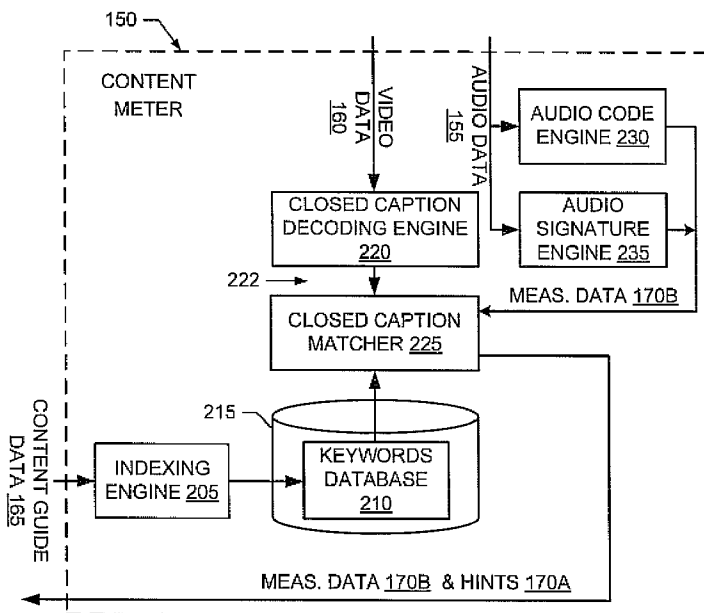 150
CONTENT
METER
VIDEO
DATA
160
AUDIO DATA
155
AUDIO CODE
ENGINE 230
CLOSED CAPTION
DECODING ENGINE
220
AUDIO
SIGNATURE
ENGINE 235
222
MEAS. DATA 170B
CLOSED CAPTION
MATCHER 225
CONTENT GUIDE
DATA 165
215
INDEXING
ENGINE 205
KEYWORDS
DATABASE
210
MEAS. DATA 170B & HINTS 170A